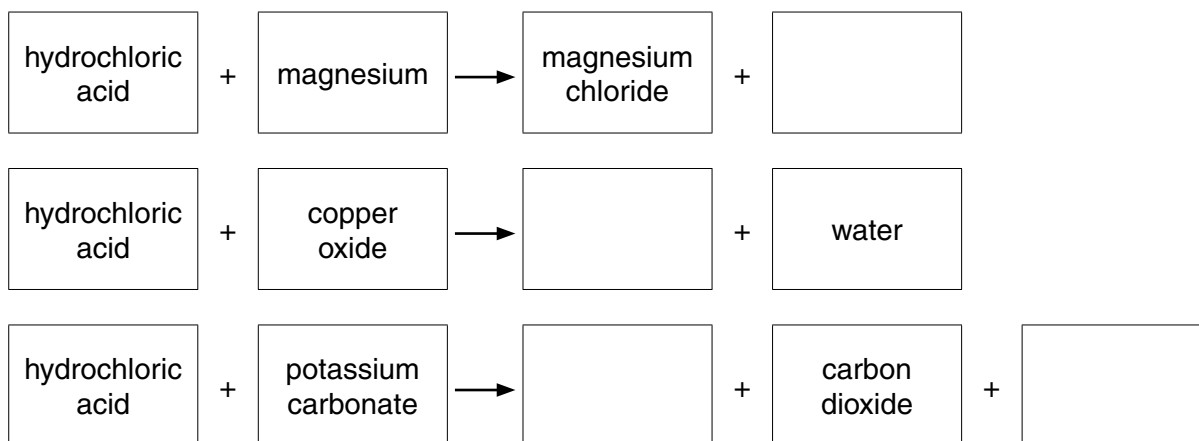 hydrochloric acid + magnesium → magnesium chloride +
hydrochloric acid + copper oxide → + water
hydrochloric acid + potassium carbonate → + carbon dioxide +